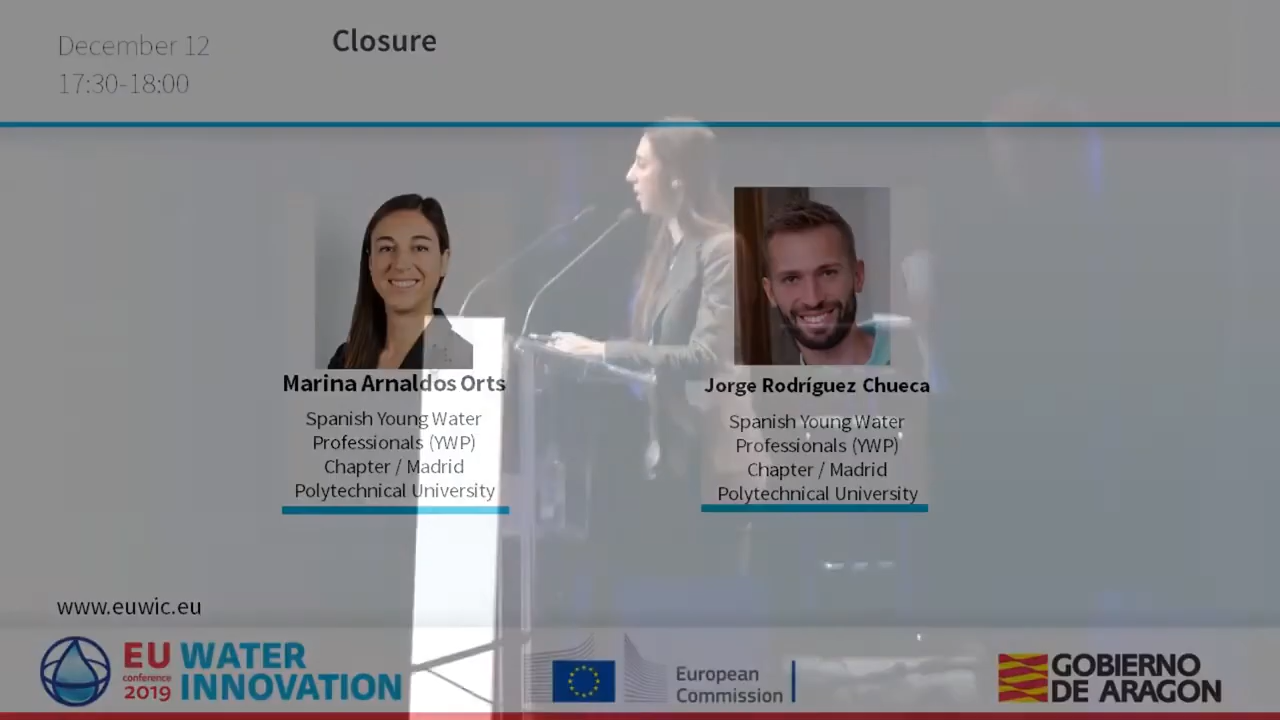 December 12
17:30-18:00
Closure
Marina Arnaldos Orts
Spanish Young Water
Professionals (YWP)
Chapter / Madrid
Polytechnical University
Jorge Rodríguez Chueca
Spanish Young Water
Professionals (YWP)
Chapter / Madrid
Polytechnical University
www.euwic.eu
EU WATER
conference
2019 INNOVATION
European
Commission
GOBIERNO
DE ARAGON